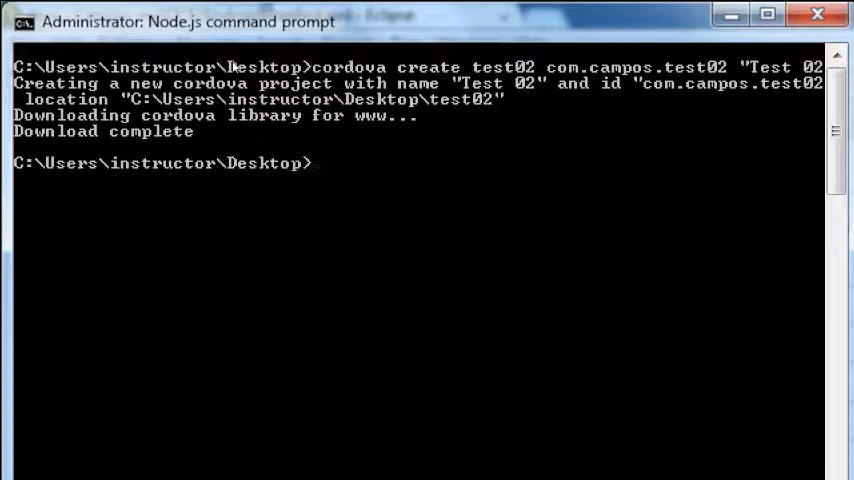 Administrator: Node.js command prompt
C:\Users\instructor\Desktop>cordova create test02 com.campos.test02 "Test 02
Creating a new cordova project with name "Test 02" and id "com.campos.test02
 location "C:\Users\instructor\Desktop\test02"
Downloading cordova library for www...
Download complete
C:\Users\instructor\Desktop>